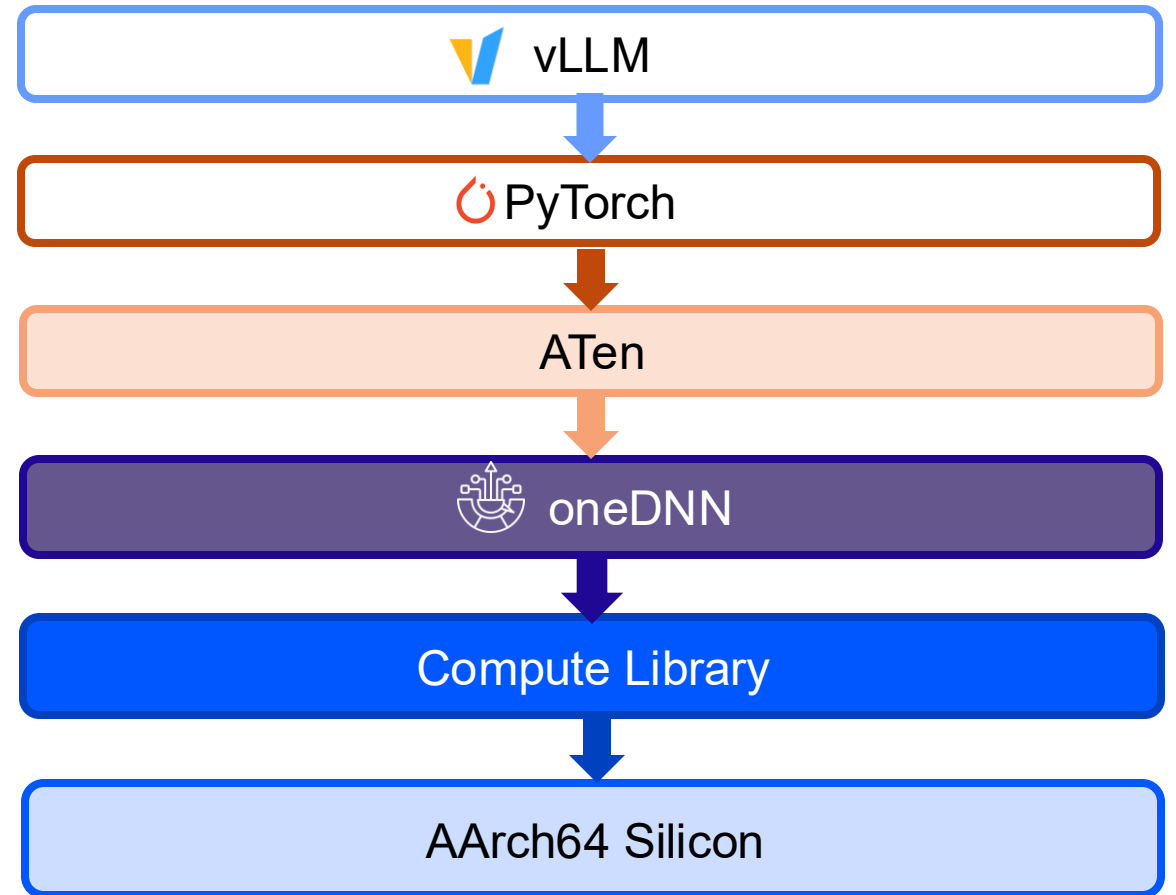 vLLM
PyTorch
ATen
oneDNN
Compute Library
AArch64 Silicon